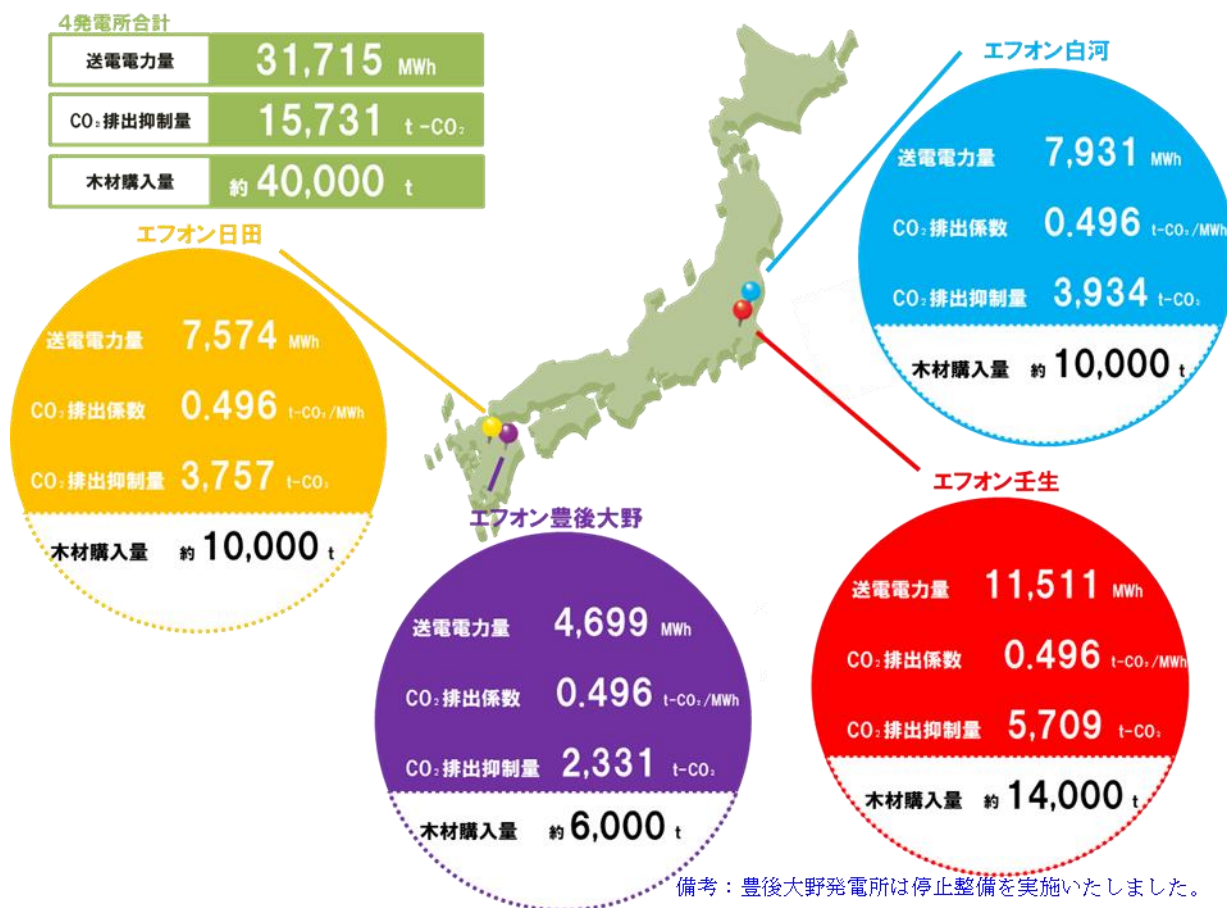 4発電所合計
送電電力量 31,715 MWh
CO₂排出抑制量 15,731 t-CO₂
木材購入量 約 40,000 t
エフオン白河
送電電力量 7,931 MWh
CO₂排出係数 0.496 t-CO₂/MWh
CO₂排出抑制量 3,934 t-CO₂
木材購入量 約 10,000 t
エフオン日田
送電電力量 7,574 MWh
CO₂排出係数 0.496 t-CO₂/MWh
CO₂排出抑制量 3,757 t-CO₂
木材購入量 約 10,000 t
エフオン豊後大野
送電電力量 4,699 MWh
CO₂排出係数 0.496 t-CO₂/MWh
CO₂排出抑制量 2,331 t-CO₂
木材購入量 約 6,000 t
エフオン壬生
送電電力量 11,511 MWh
CO₂排出係数 0.496 t-CO₂/MWh
CO₂排出抑制量 5,709 t-CO₂
木材購入量 約 14,000 t
備考：豊後大野発電所は停止整備を実施いたしました。